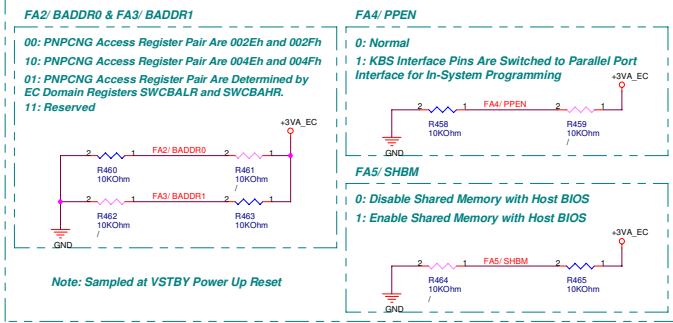 FA2/ BADDR0 & FA3/ BADDR1
00: PNPCNG Access Register Pair Are 002Eh and 002Fh
10: PNPCNG Access Register Pair Are 004Eh and 004Fh
01: PNPCNG Access Register Pair Are Determined by
EC Domain Registers SWCBALR and SWCBAHR.
11: Reserved
+3VA_EC
2 1 FA2/ BADDR0 2 1
R460 R461
10KOhm 10KOhm
/
2 1 FA3/ BADDR1 2 1
R462 R463
10KOhm 10KOhm
/
GND
Note: Sampled at VSTBY Power Up Reset
FA4/ PPEN
0: Normal
1: KBS Interface Pins Are Switched to Parallel Port
Interface for In-System Programming
+3VA_EC
2 1 FA4/ PPEN 2 1
R458 R459
10KOhm 10KOhm
/
GND
FA5/ SHBM
0: Disable Shared Memory with Host BIOS
1: Enable Shared Memory with Host BIOS
+3VA_EC
2 1 FA5/ SHBM 2 1
R464 R465
10KOhm 10KOhm
/
GND